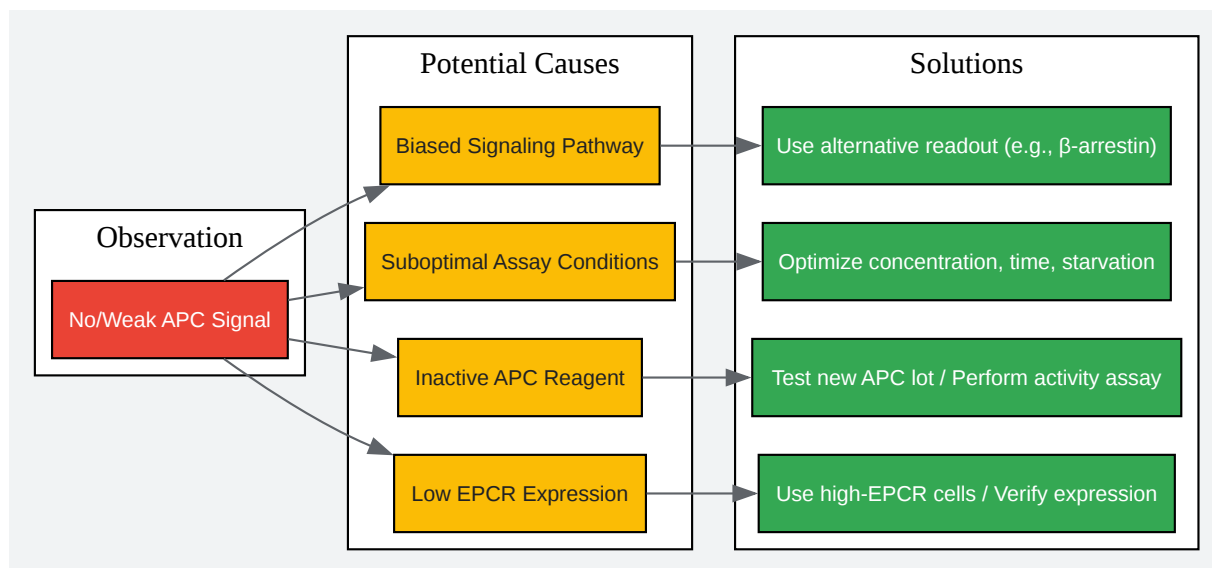 Observation
No/Weak APC Signal
Potential Causes
Biased Signaling Pathway
Suboptimal Assay Conditions
Inactive APC Reagent
Low EPCR Expression
Solutions
Use alternative readout (e.g., β-arrestin)
Optimize concentration, time, starvation
Test new APC lot / Perform activity assay
Use high-EPCR cells / Verify expression